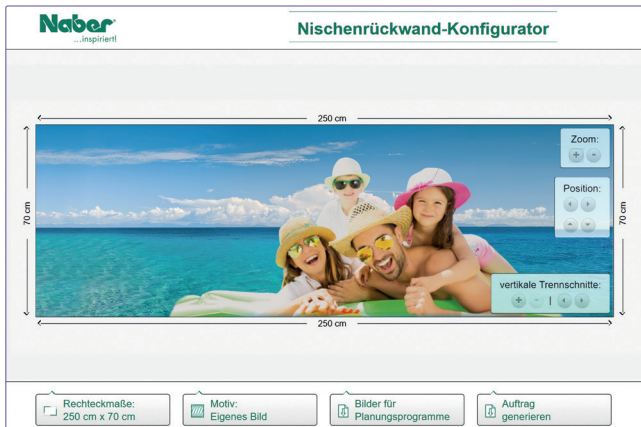 Naber
...inspiriert!
Nischenrückwand-Konfigurator
250 cm
Zoom:
+ -
Position:
70 cm
70 cm
vertikale Trennschnitte:
+ - |
250 cm
Rechteckmaße:
250 cm x 70 cm
Motiv:
Eigenes Bild
Bilder für
Planungsprogramme
Auftrag
generieren